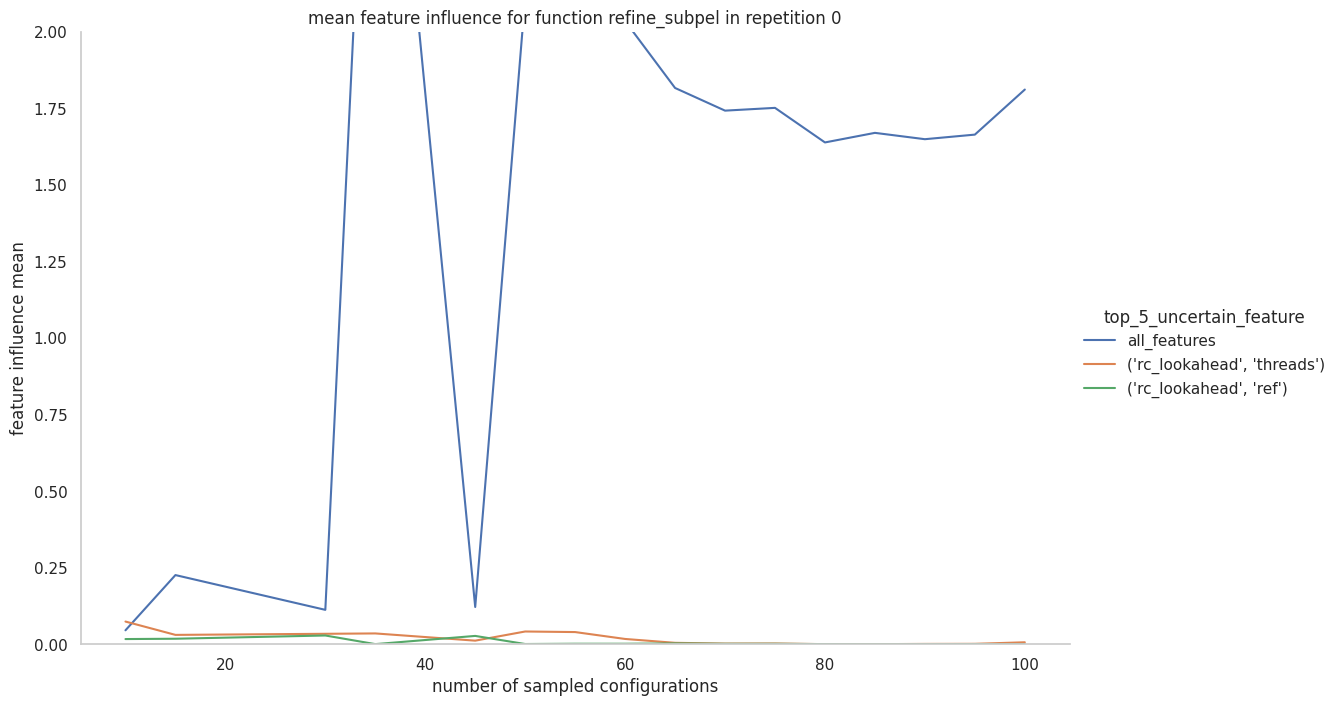 mean feature influence for function refine_subpel in repetition 0
2.00
1.75
1.50
1.25
1.00
0.75
0.50
0.25
0.00
feature influence mean
20
40
60
80
100
number of sampled configurations
top_5_uncertain_feature
all_features
('rc_lookahead', 'threads')
('rc_lookahead', 'ref')